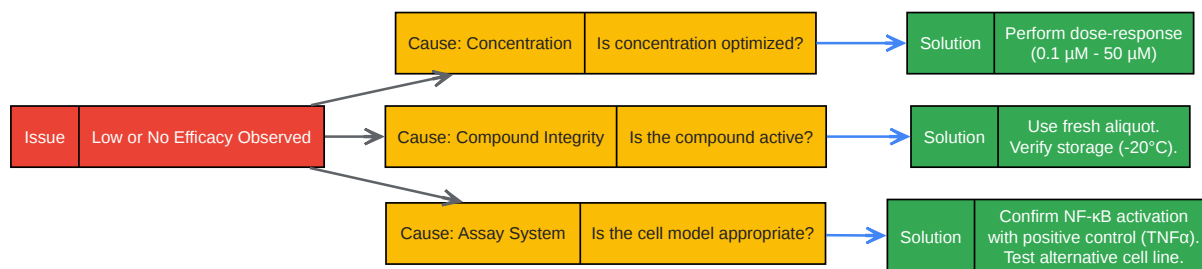 Cause: Concentration
Is concentration optimized?
Solution
Perform dose-response
(0.1 µM - 50 µM)
Issue
Low or No Efficacy Observed
Cause: Compound Integrity
Is the compound active?
Solution
Use fresh aliquot.
Verify storage (-20°C).
Cause: Assay System
Is the cell model appropriate?
Solution
Confirm NF-κB activation
with positive control (TNFα).
Test alternative cell line.